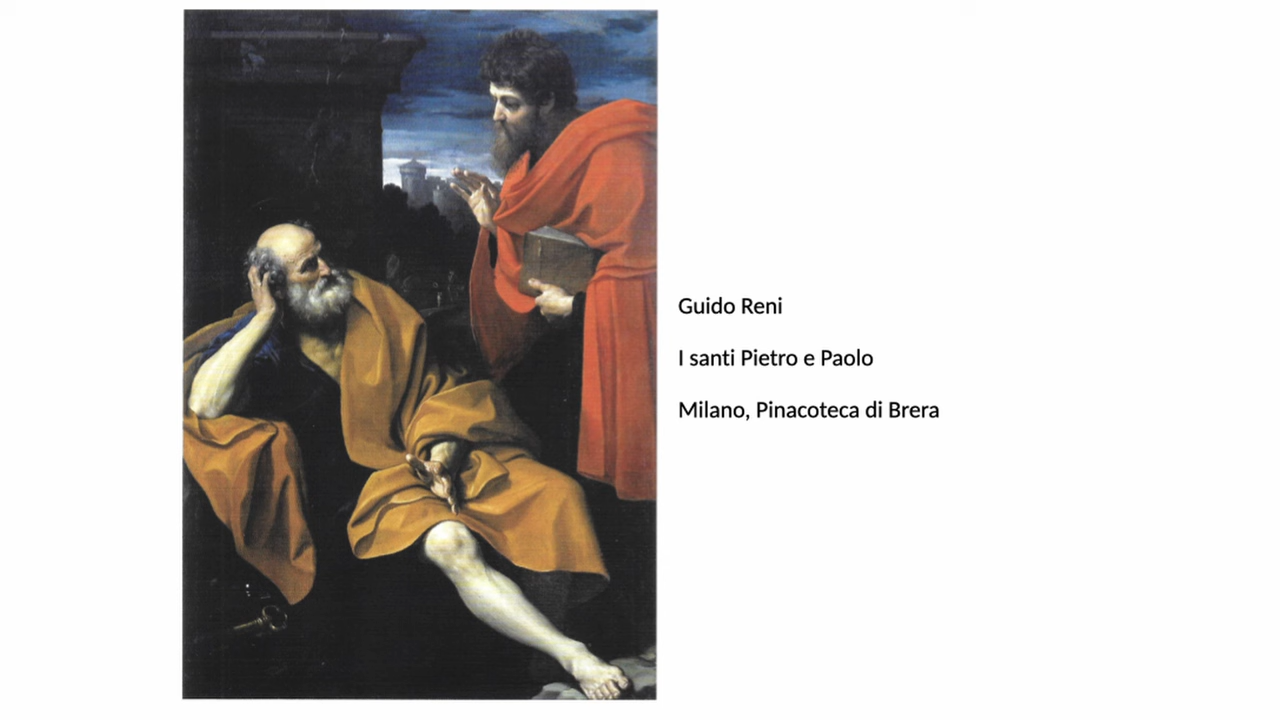 Guido Reni
I santi Pietro e Paolo
Milano, Pinacoteca di Brera